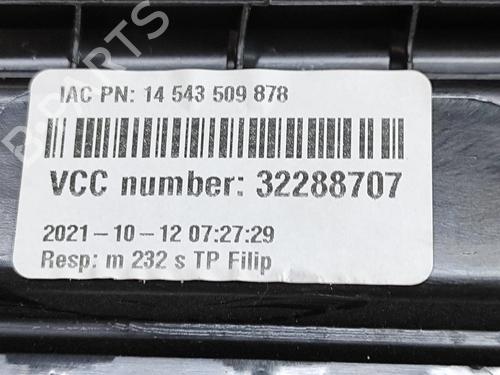 B-PARTS
IAC PN: 14 543 509 878
VCC number: 32288707
2021-10-12 07:27:29
Resp: m 232 s TP Filip